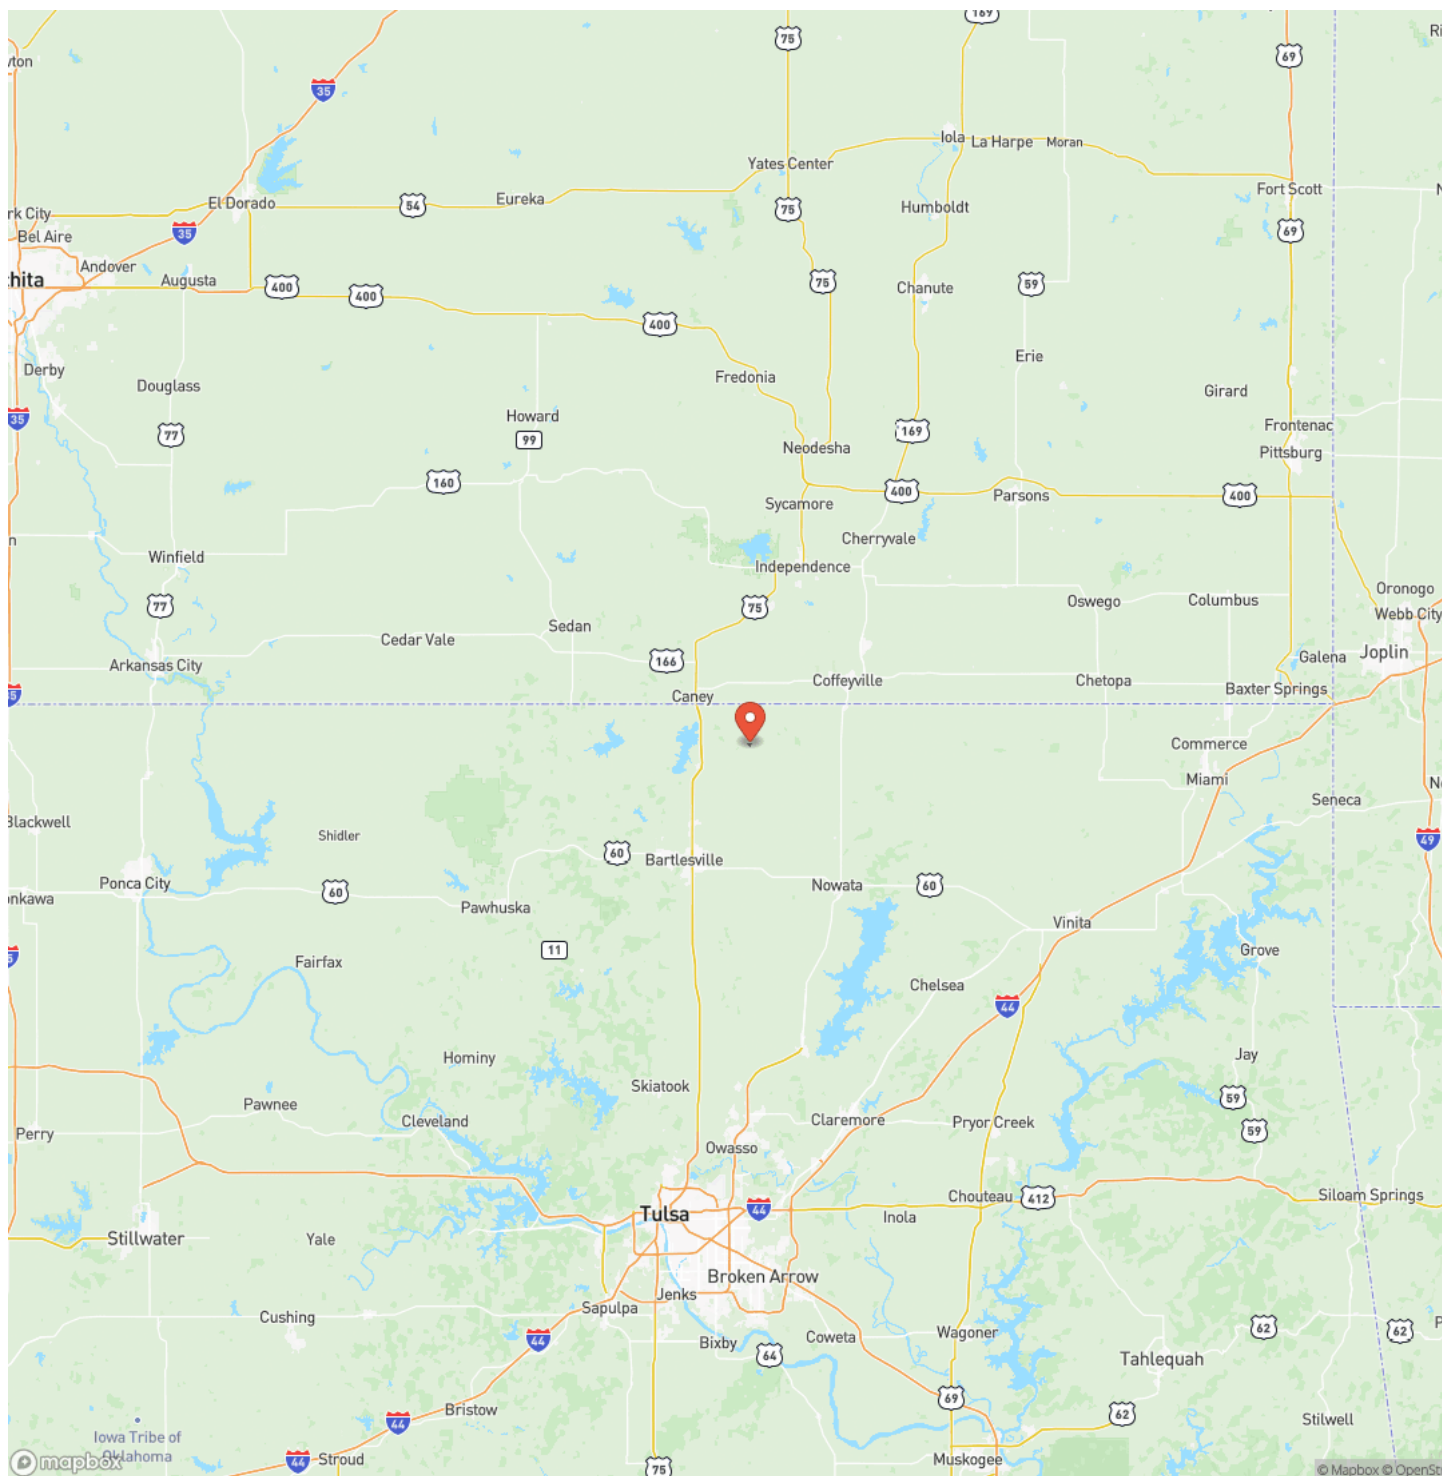 169
75
69
Ri
yton
35
Iola
La Harpe
Moran
Yates Center
El Dorado
54
Eureka
Fort Scott
N
rk City
75
Humboldt
35
69
Bel Aire
Andover
Augusta
hita
400
400
75
59
Chanute
400
Erie
Derby
Douglass
Fredonia
Girard
35
77
Howard
99
169
Frontenac
Neodesha
Pittsburg
160
400
400
Sycamore
Parsons
n
Winfield
Cherryvale
Independence
77
75
Oswego
Columbus
Oronogo
Webb City
Sedan
Cedar Vale
Arkansas City
166
Galena
Joplin
35
Caney
Coffeyville
Chetopa
Baxter Springs
Commerce
Miami
N
Seneca
Blackwell
Shidler
60
49
Bartlesville
Ponca City
60
Nowata
60
onkawa
Pawhuska
Vinita
11
5
Fairfax
Grove
Chelsea
44
Hominy
Jay
Skiatook
Pawnee
59
Cleveland
Claremore
Pryor Creek
Perry
59
Owasso
Chouteau
412
Siloam Springs
Tulsa
44
Inola
Stillwater
Yale
Broken Arrow
Jenks
Sapulpa
Cushing
44
Bixby
Coweta
Wagoner
62
62
P
64
Tahlequah
69
Bristow
62
44
Stilwell
Iowa Tribe of
Oklahoma
mapbox
44
Stroud
75
Muskogee
© Mapbox © OpenSt